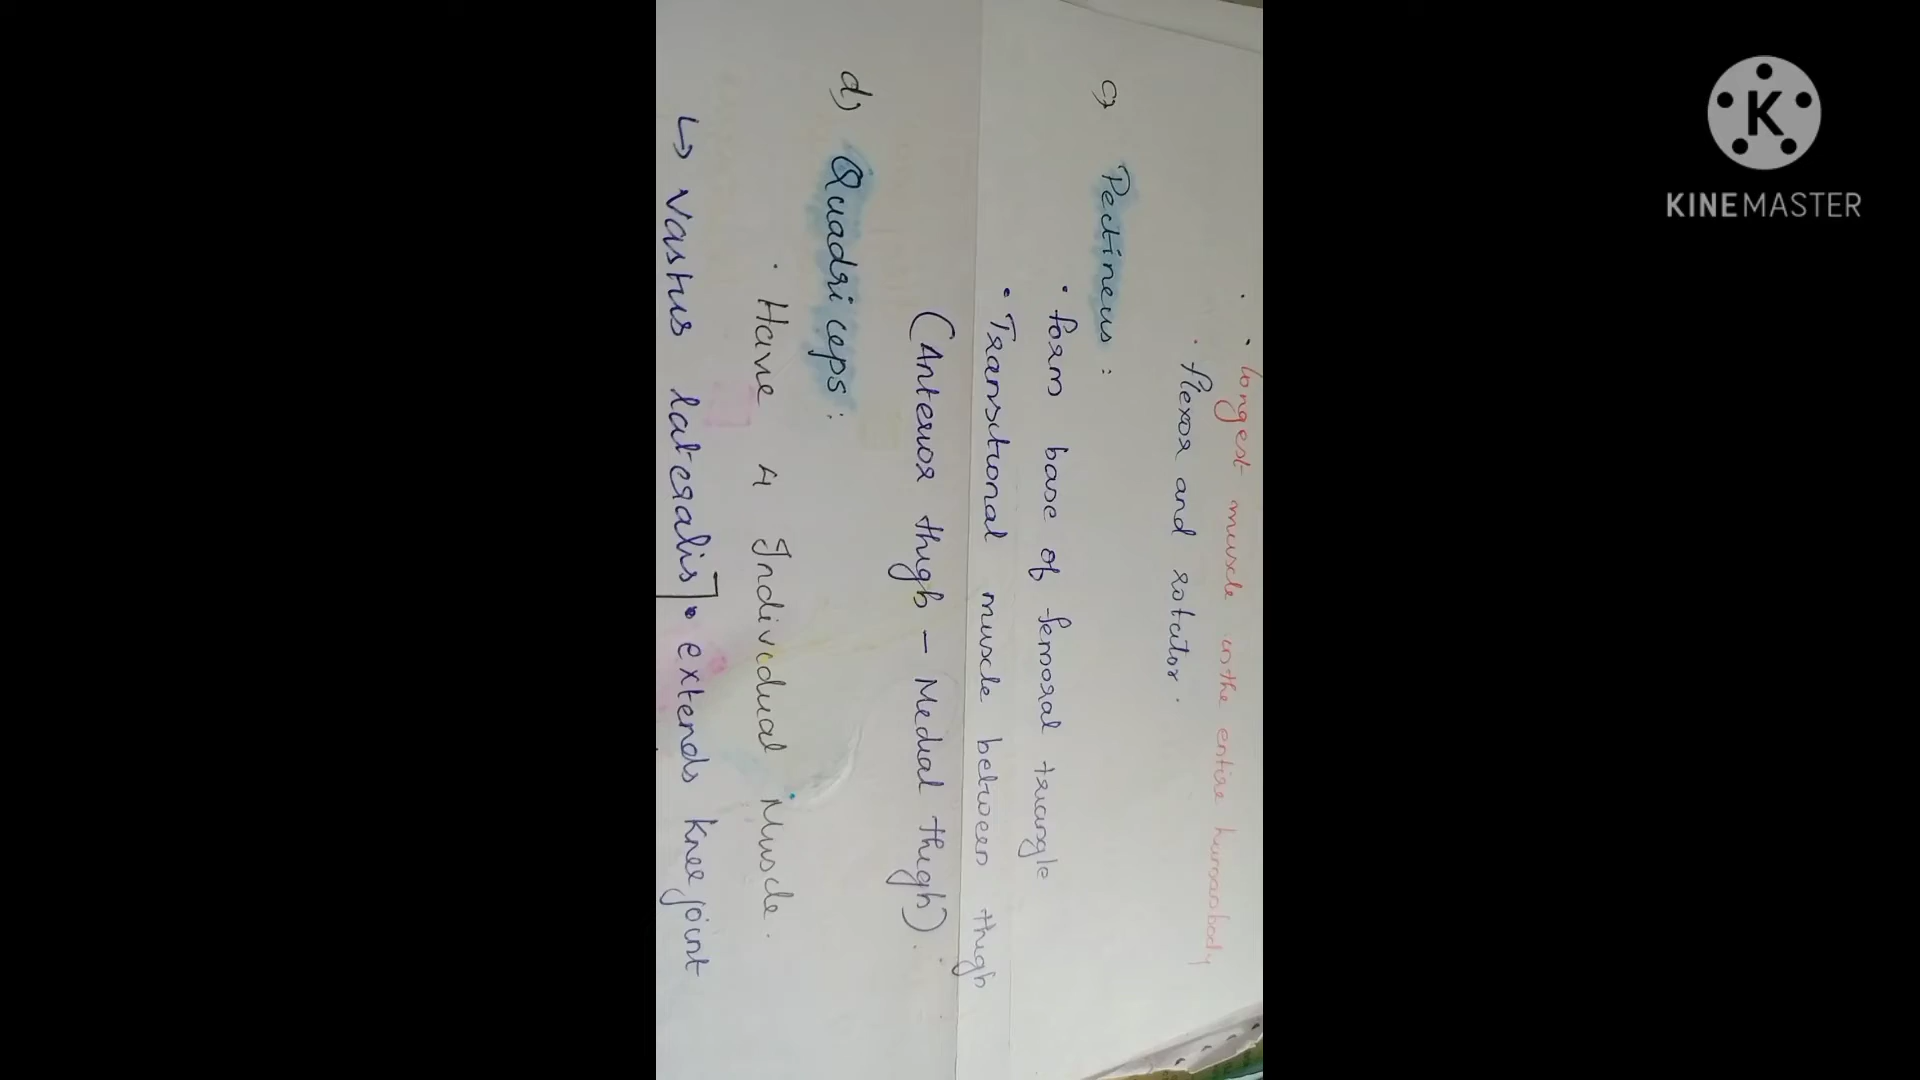 • Longest muscle in the entire human body
• flexor and rotator.
c) Pectineus :
• form base of femoral triangle
• Transitional muscle between thigh
(Anterior thigh - Medial thigh).
d) Quadriceps :
• Have 4 Individual Muscle.
↳ Vastus lateralis • extends knee joint
K
KINEMASTER